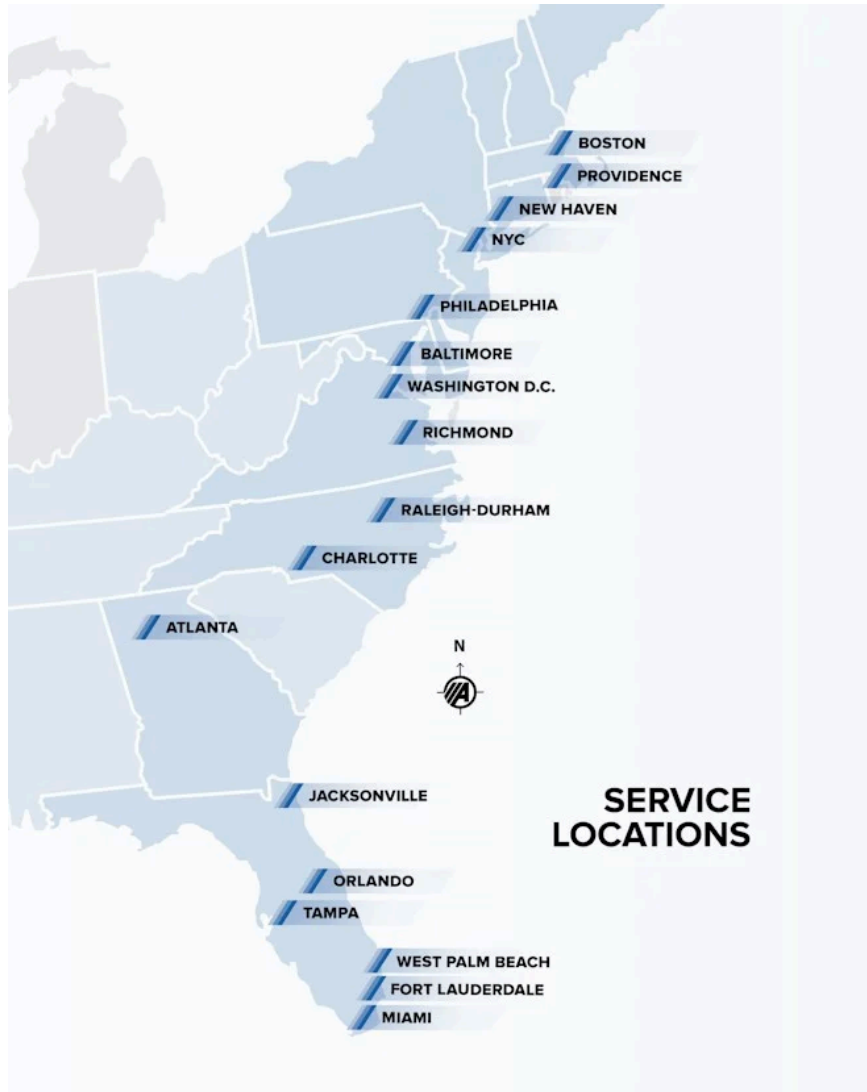 BOSTON
PROVIDENCE
NEW HAVEN
NYC
PHILADELPHIA
BALTIMORE
WASHINGTON D.C.
RICHMOND
RALEIGH-DURHAM
CHARLOTTE
ATLANTA
N
A
JACKSONVILLE
SERVICE
LOCATIONS
ORLANDO
TAMPA
WEST PALM BEACH
FORT LAUDERDALE
MIAMI